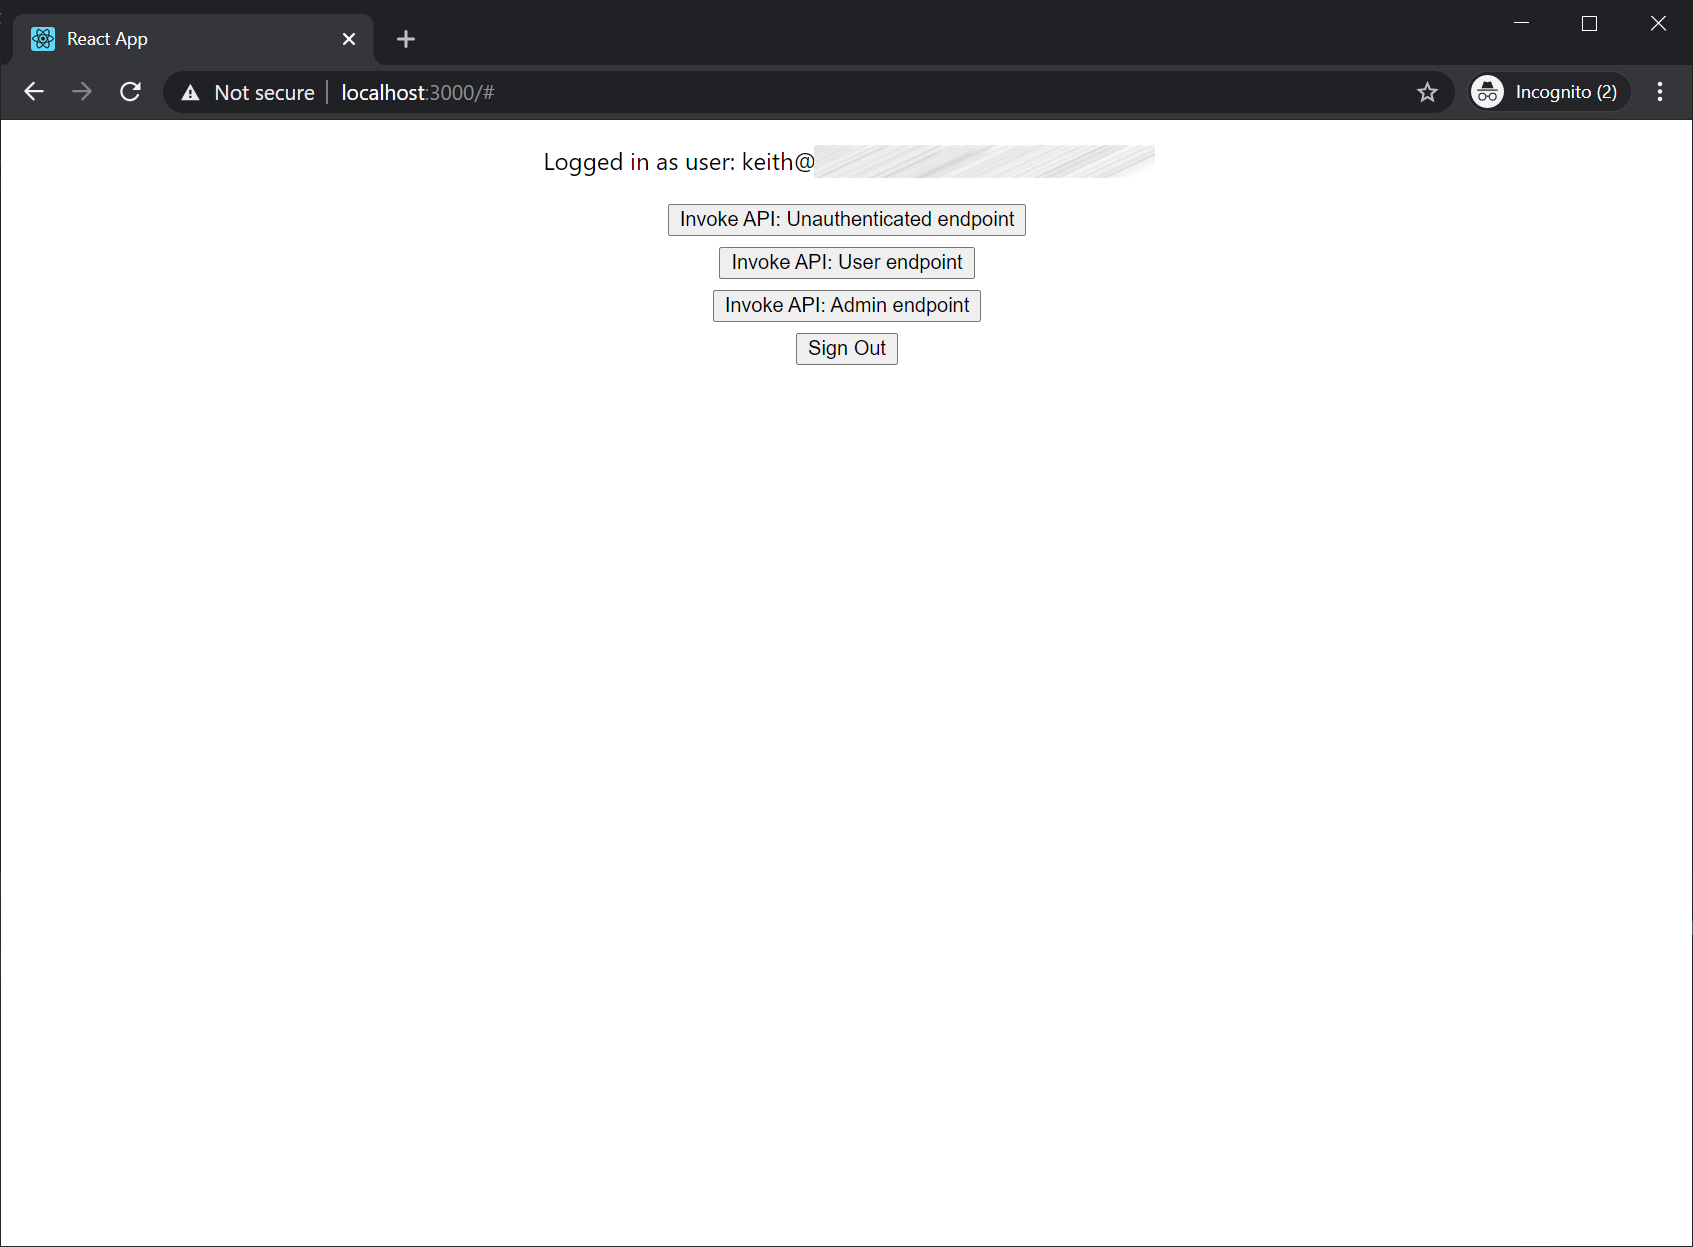 React App
Not secure localhost:3000/#
Incognito (2)
Logged in as user: keith@
Invoke API: Unauthenticated endpoint
Invoke API: User endpoint
Invoke API: Admin endpoint
Sign Out